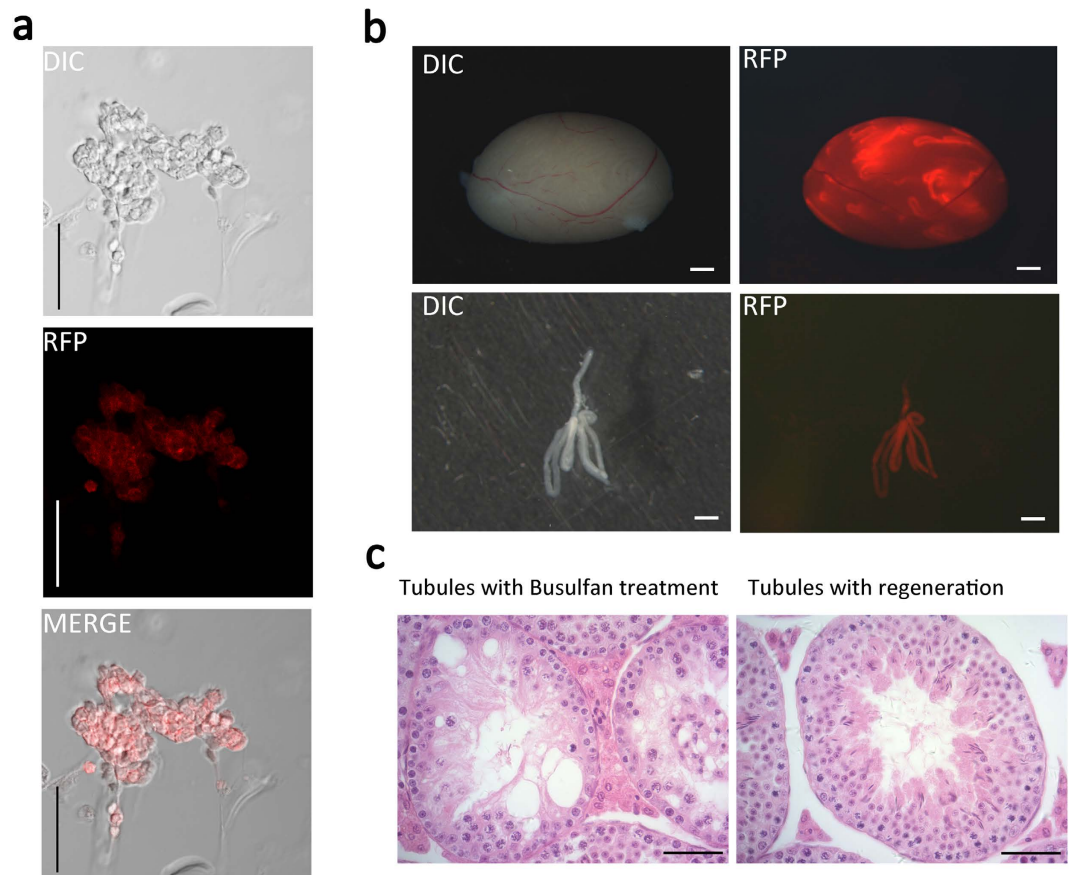 a
DIC
RFP
MERGE
b
DIC
RFP
DIC
RFP
c
Tubules with Busulfan treatment
Tubules with regeneration